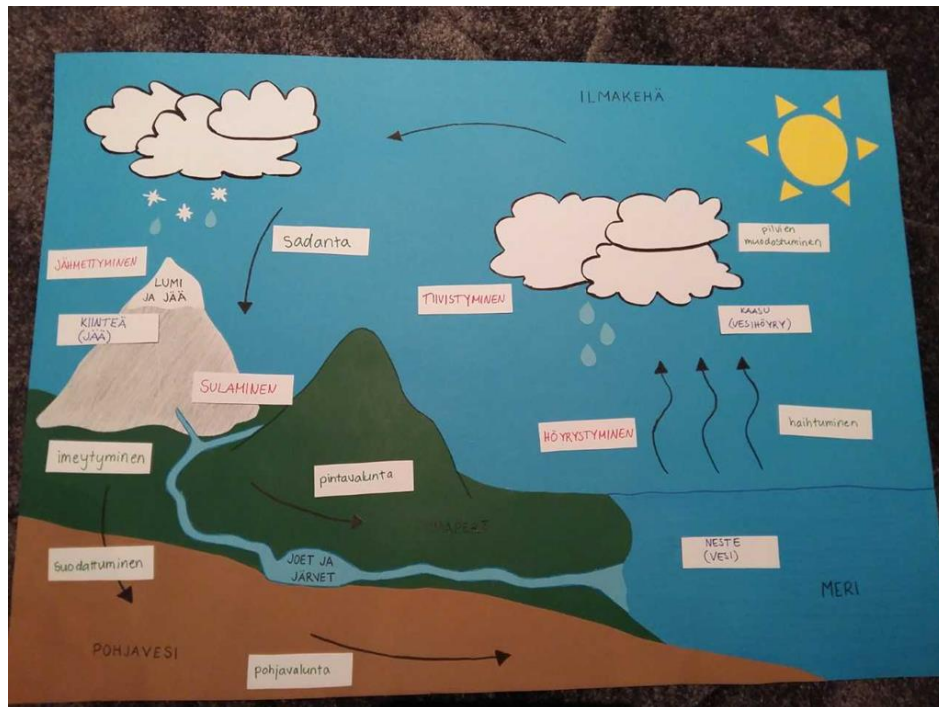 ILMAKEHÄ
pilvien
muodostuminen
sadanta
JÄHMETTYMINEN
LUMI
JA JÄÄ
TIIVISTYMINEN
KAASU
(VESIHÖYRY)
KIINTEÄ
(JÄÄ)
SULAMINEN
HÖYRYSTYMINEN
haihtuminen
imeytyminen
pintavalunta
MAAPERÄ
NESTE
(VESI)
suodattuminen
JOET JA
JÄRVET
MERI
POHJAVESI
pohjavalunta